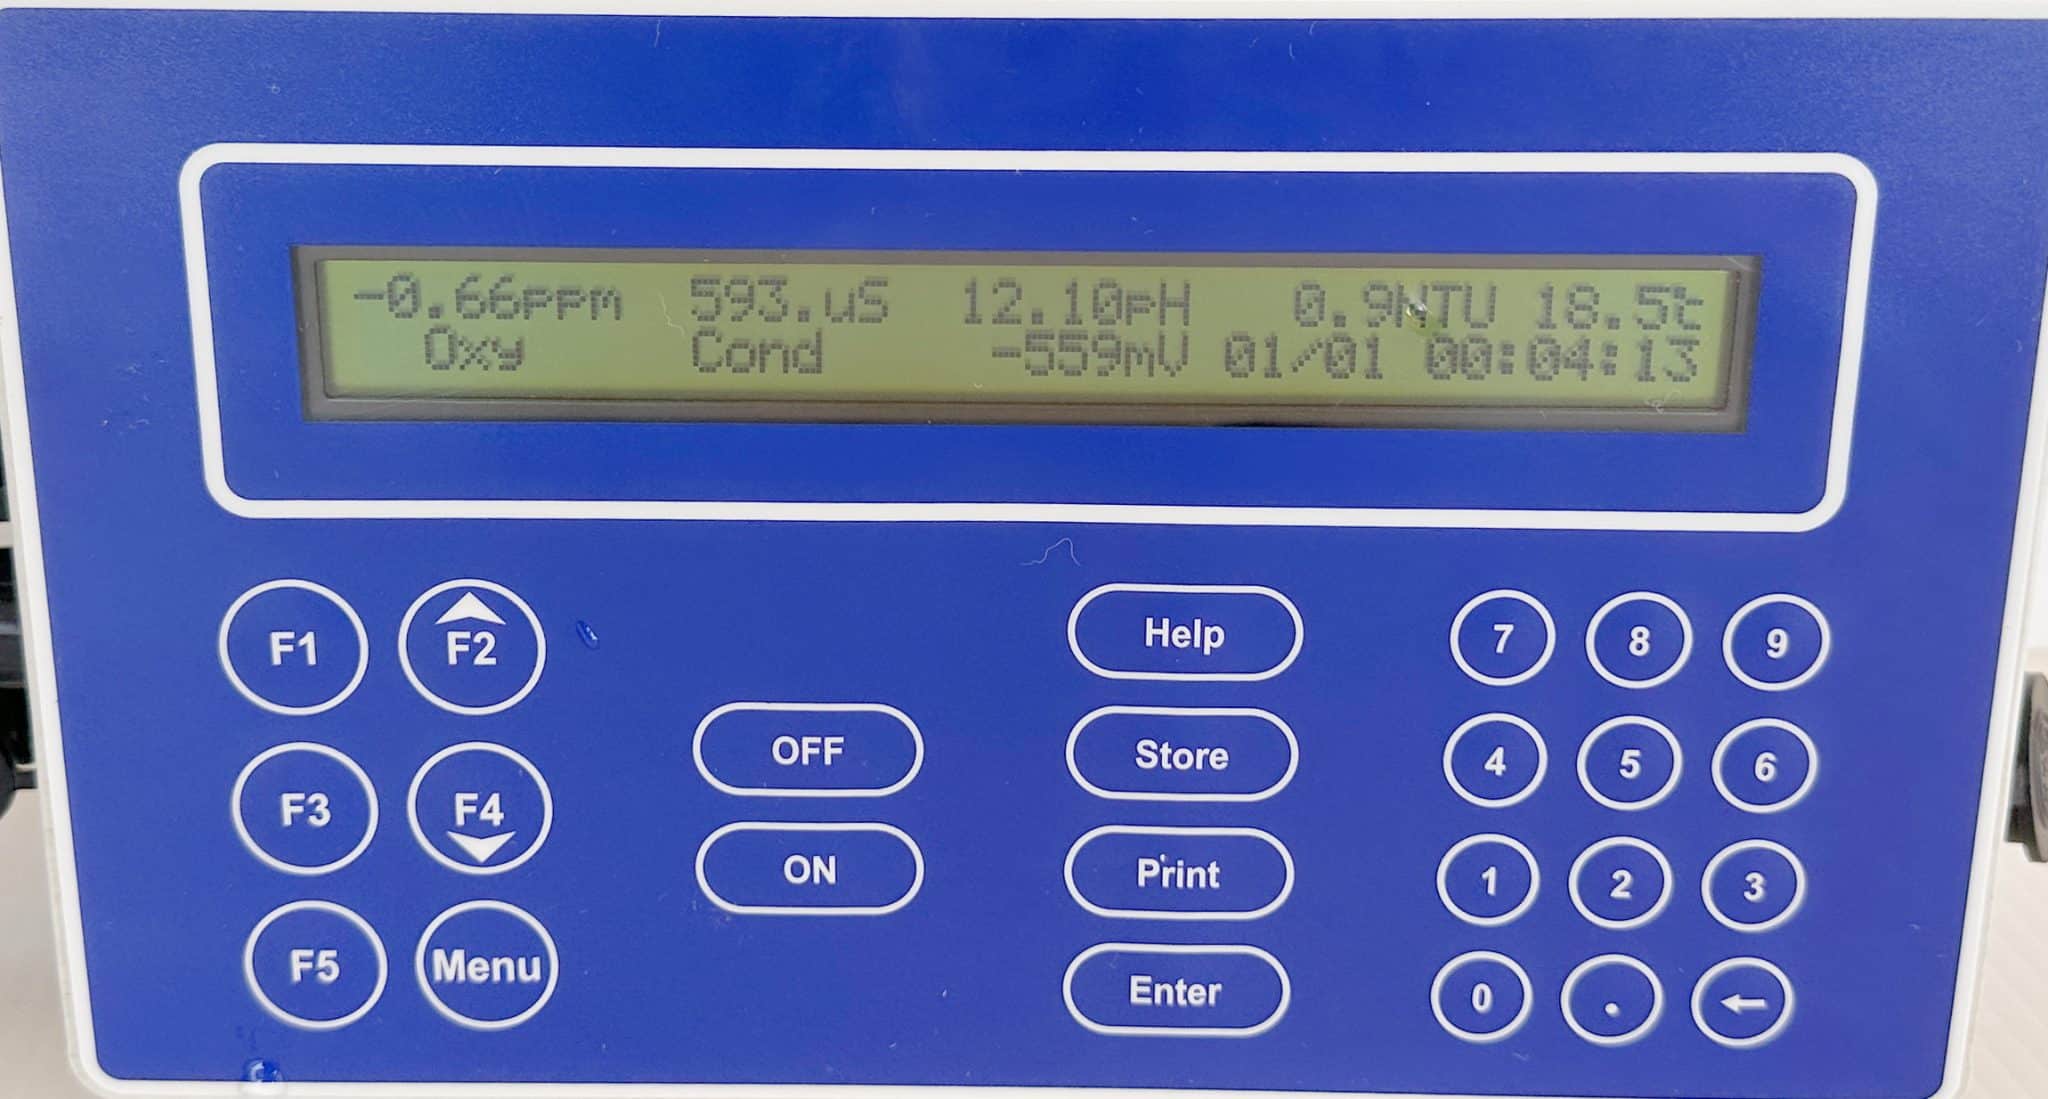 -0.66ppm 593.uS 12.10pH 0.9NTU 18.5t
Oxy Cond -559mV 01/01 00:04:13
F1 F2 Help 7 8 9
OFF Store 4 5 6
F3 F4
ON Print 1 2 3
F5 Menu Enter 0 . ←